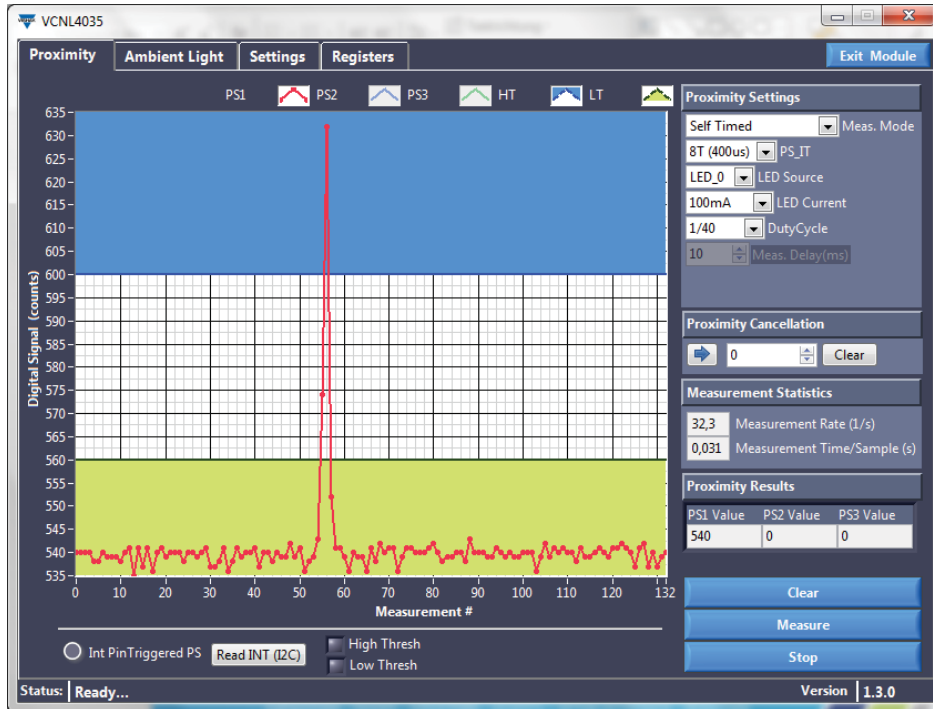 VCNL4035
Proximity
Ambient Light
Settings
Registers
Exit Module
PS1
PS2
PS3
HT
LT
635
630
625
620
615
610
605
600
595
590
585
580
575
570
565
560
555
550
545
540
535
Digital Signal (counts)
0 10 20 30 40 50 60 70 80 90 100 110 120 132
Measurement #
Int PinTriggered PS
Read INT (I2C)
High Thresh
Low Thresh
Proximity Settings
Self Timed Meas. Mode
8T (400us) PS_IT
LED_0 LED Source
100mA LED Current
1/40 DutyCycle
10 Meas. Delay(ms)
Proximity Cancellation
0 Clear
Measurement Statistics
32,3 Measurement Rate (1/s)
0,031 Measurement Time/Sample (s)
Proximity Results
PS1 Value PS2 Value PS3 Value
540 0 0
Clear
Measure
Stop
Status: Ready...
Version 1.3.0